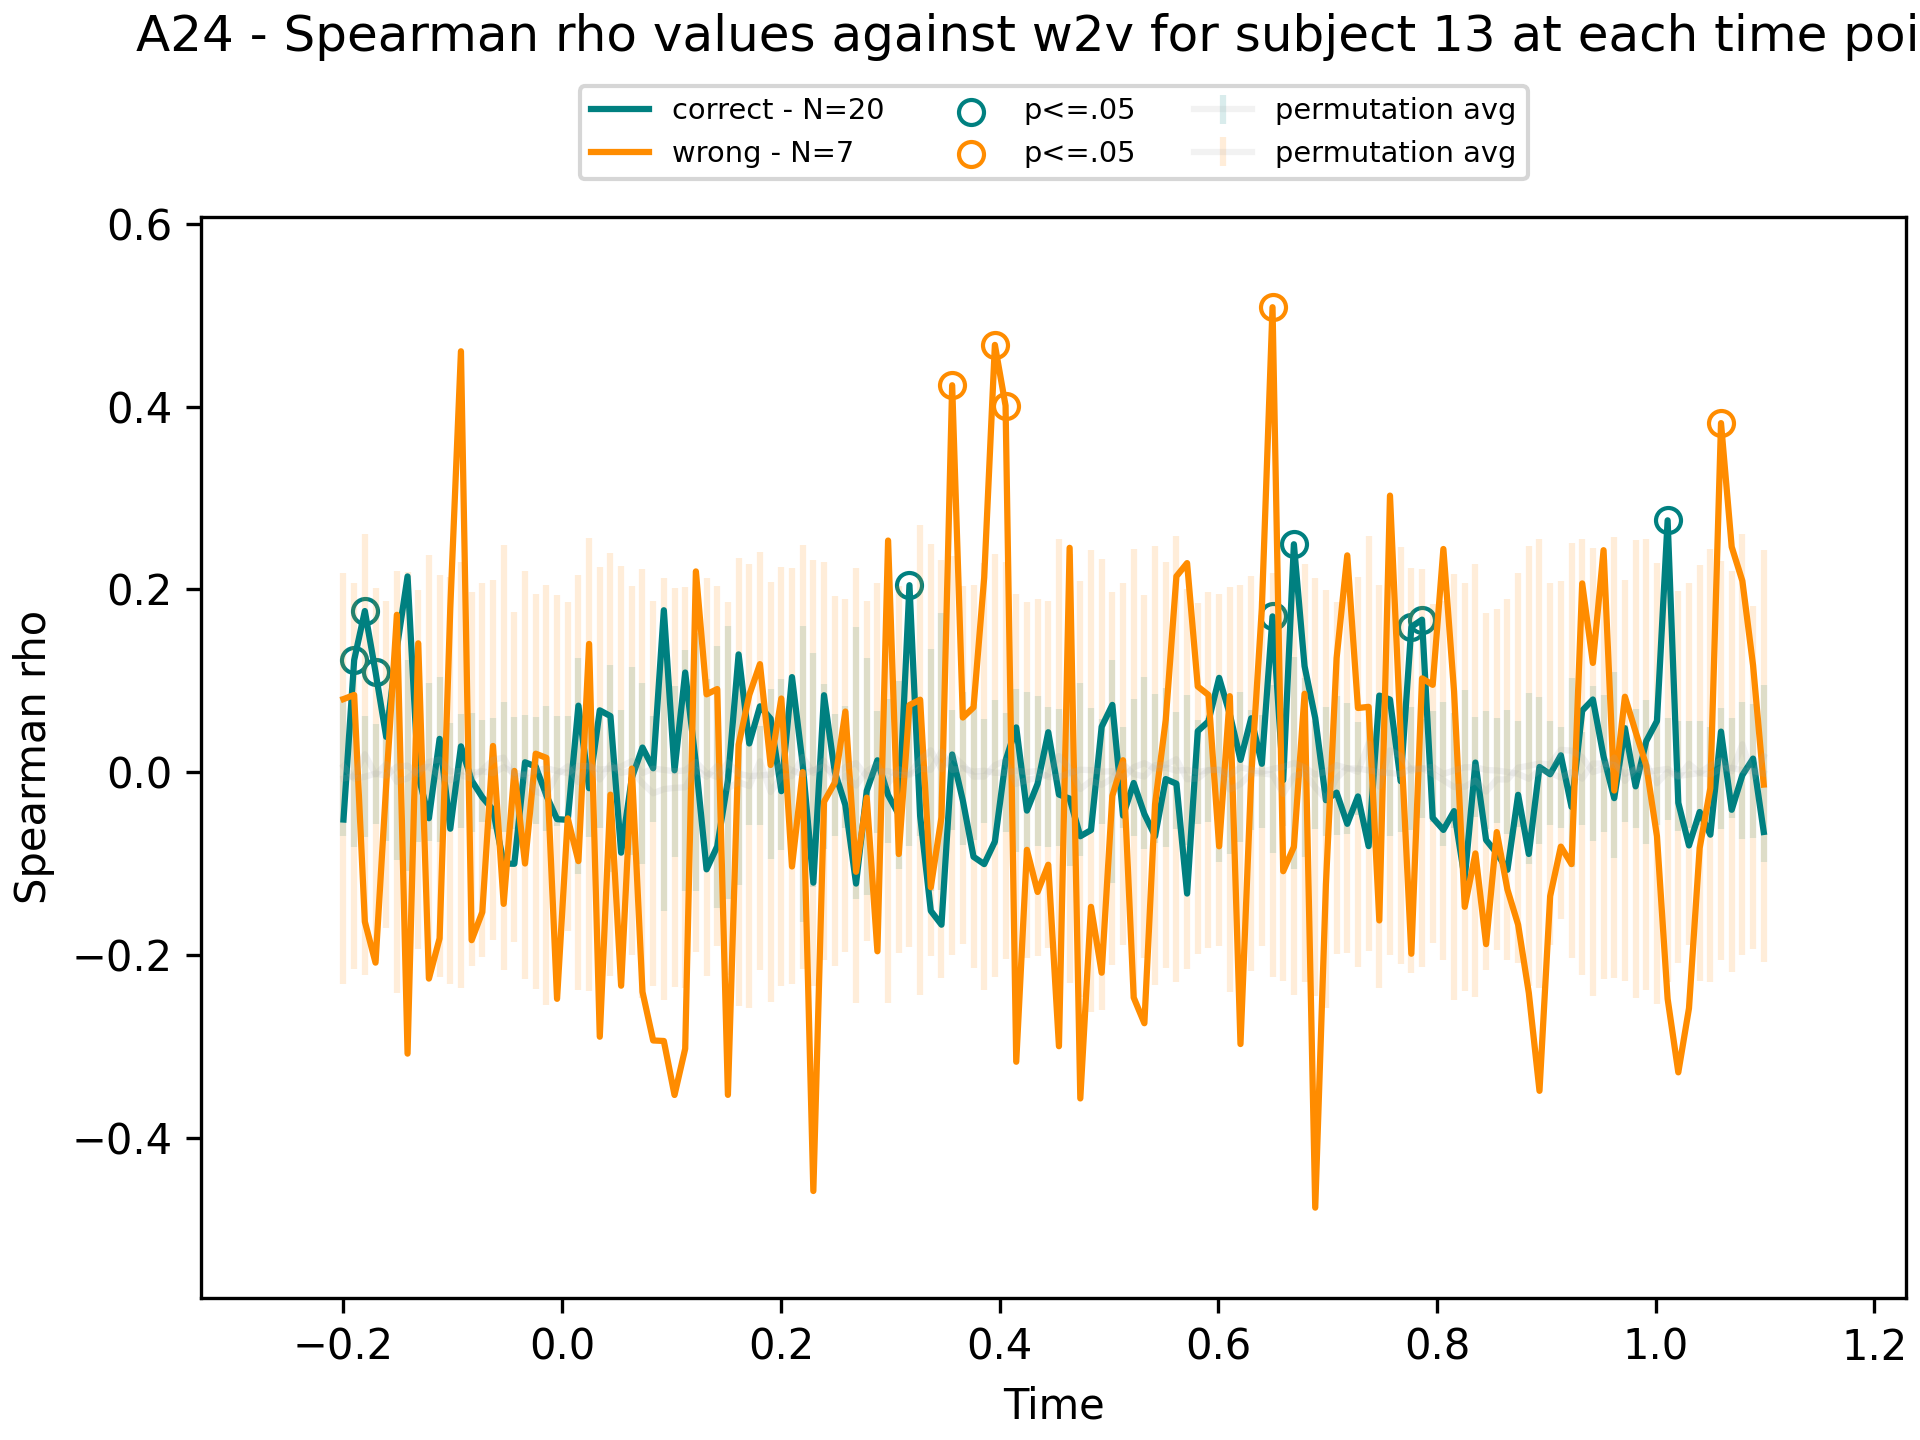 A24 - Spearman rho values against w2v for subject 13 at each time poi
correct - N=20
wrong - N=7
p<=.05
p<=.05
permutation avg
permutation avg
Spearman rho
0.6
0.4
0.2
0.0
−0.2
−0.4
−0.2 0.0 0.2 0.4 0.6 0.8 1.0 1.2
Time